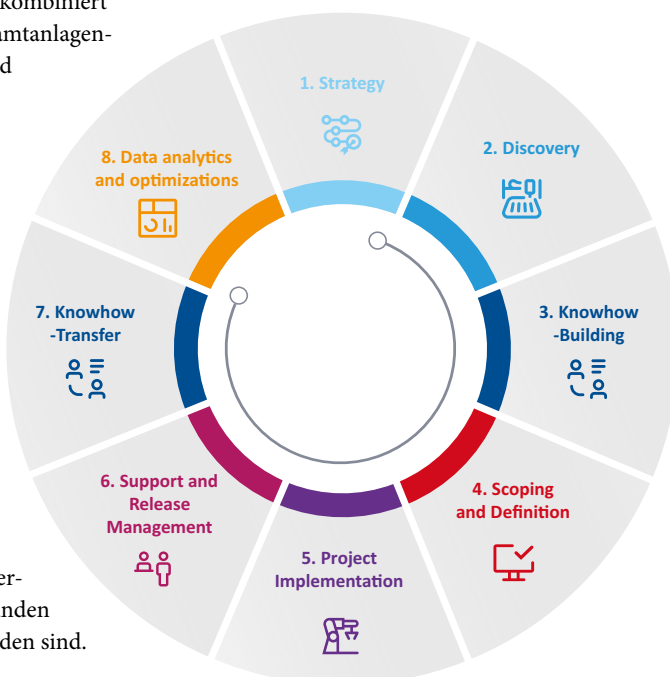 kombiniert
amtanlagen-
d
1. Strategy
2. Discovery
3. Knowhow
-Building
4. Scoping
and Definition
5. Project
Implementation
6. Support and
Release
Management
7. Knowhow
-Transfer
8. Data analytics
and optimizations
er-
anden
den sind.